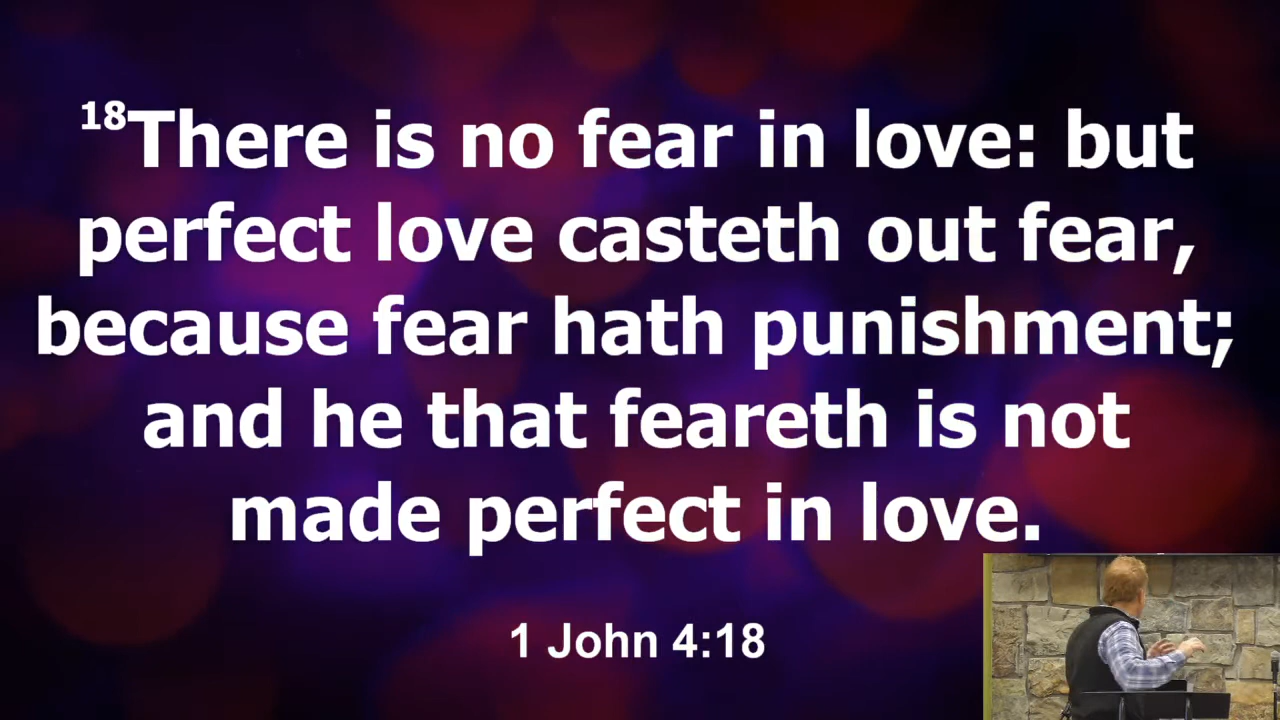 18There is no fear in love: but
perfect love casteth out fear,
because fear hath punishment;
and he that feareth is not
made perfect in love.
1 John 4:18